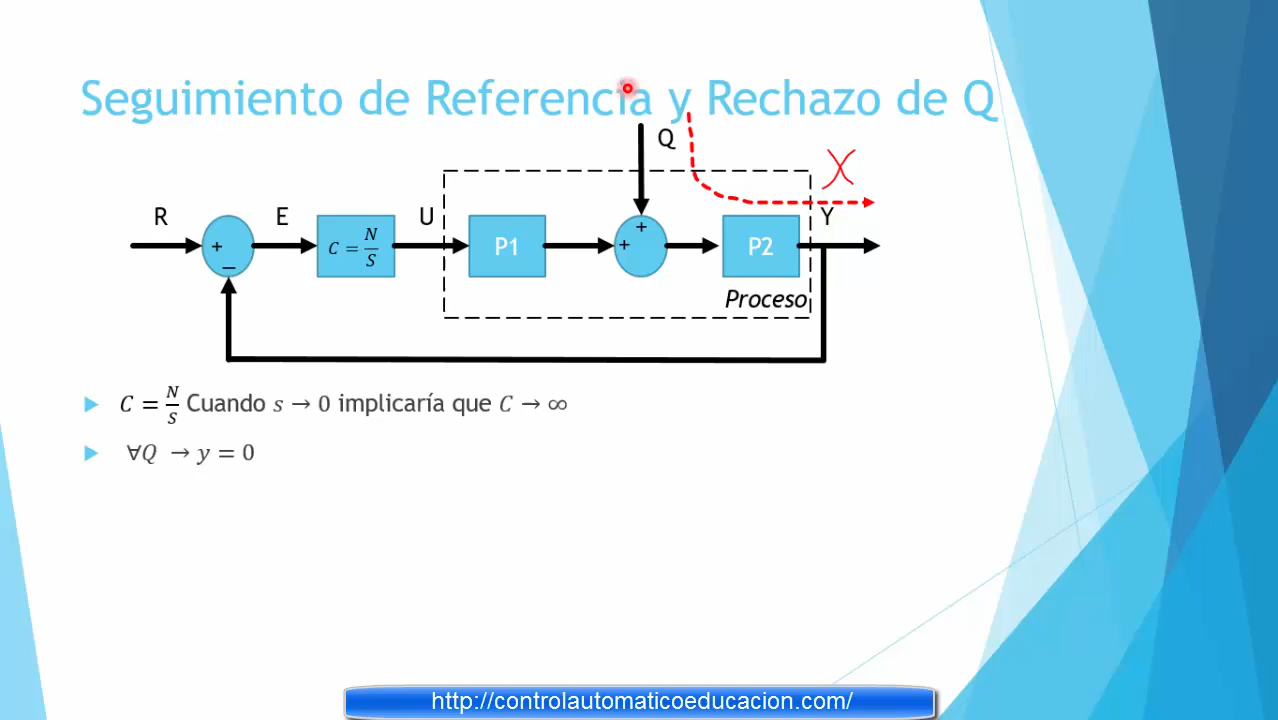 Seguimiento de Referencia y Rechazo de Q
Q
X
R
E
U
Y
+
+
+
−
C = N/S
P1
P2
Proceso
C = N/S Cuando s → 0 implicaría que C → ∞
∀Q → y = 0
http://controlautomaticoeducacion.com/